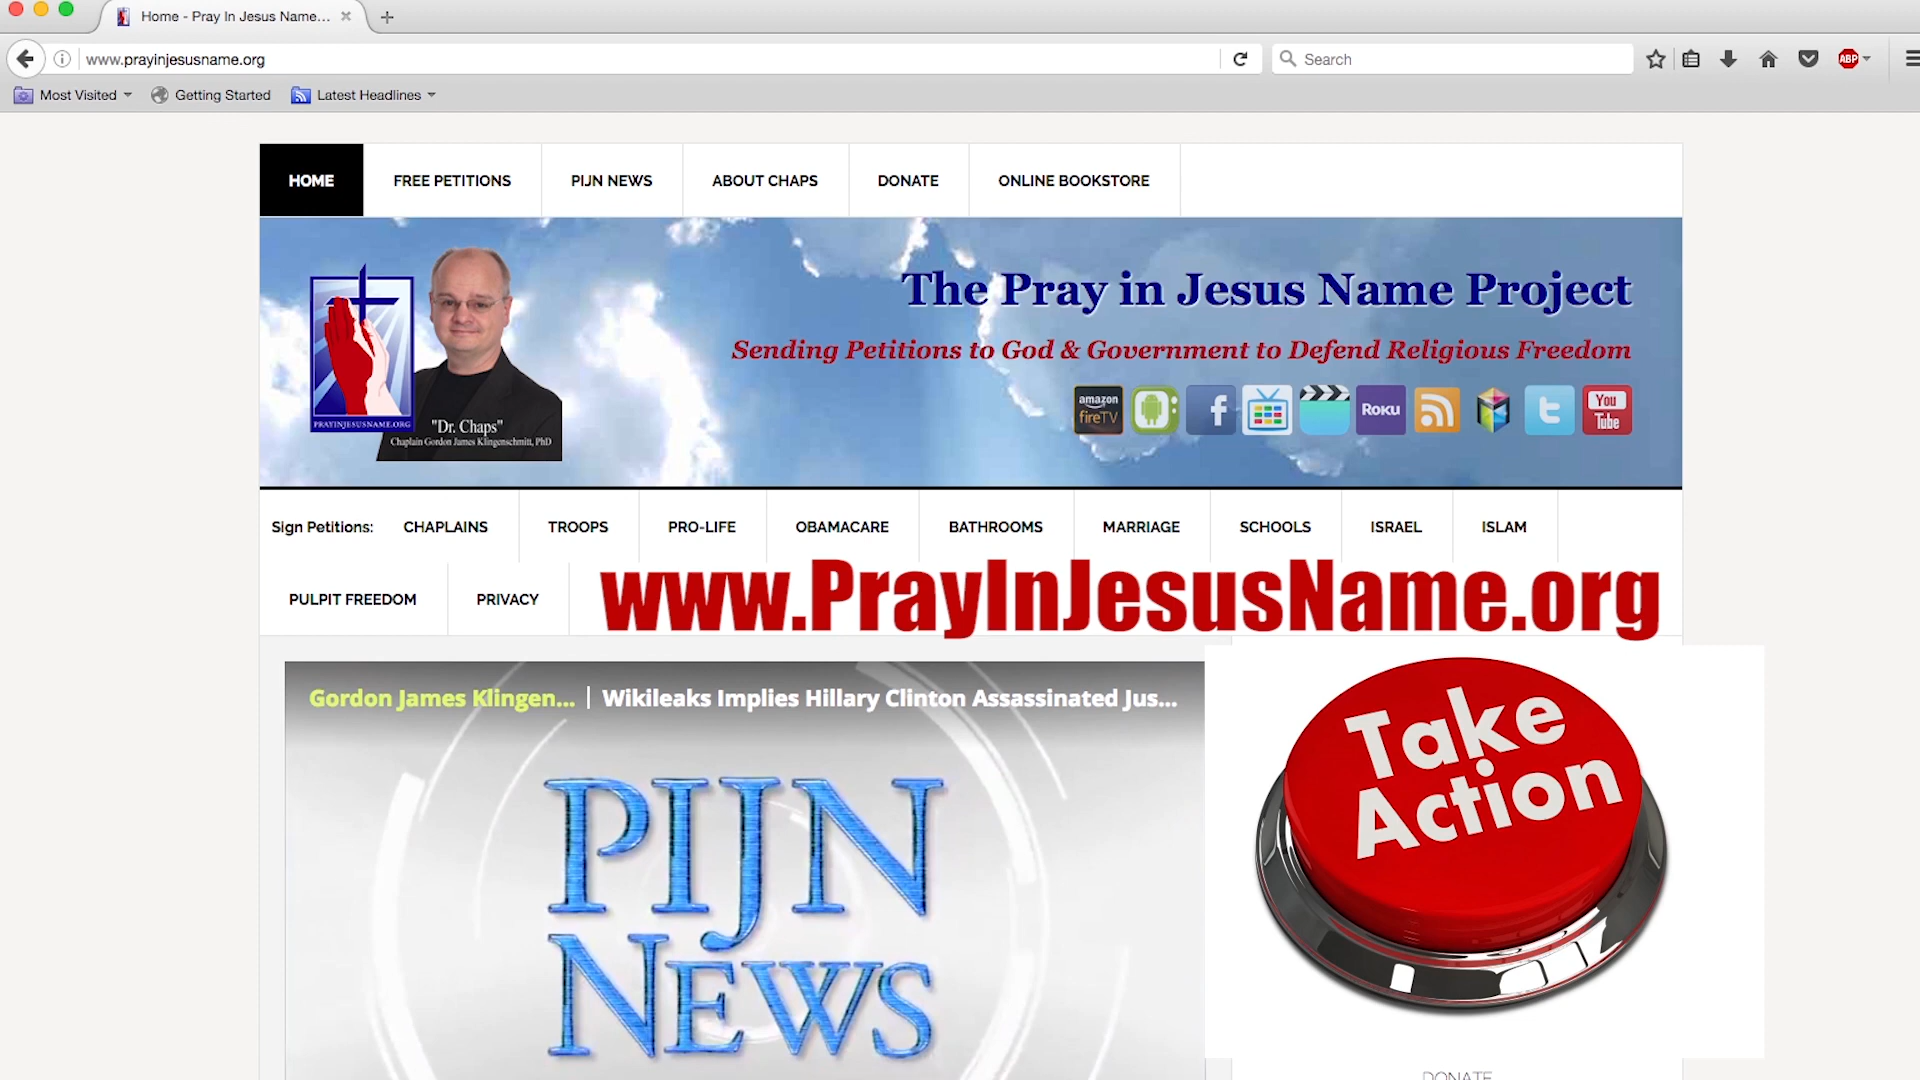 Home - Pray In Jesus Name...
www.prayinjesusname.org
Search
ABP
Most Visited
Getting Started
Latest Headlines
HOME
FREE PETITIONS
PIJN NEWS
ABOUT CHAPS
DONATE
ONLINE BOOKSTORE
The Pray in Jesus Name Project
Sending Petitions to God & Government to Defend Religious Freedom
amazon
fireTV
f
ROKU
t
You
Tube
PRAYINJESUSNAME.ORG
"Dr. Chaps"
Chaplain Gordon James Klingenschmitt, PhD
Sign Petitions:
CHAPLAINS
TROOPS
PRO-LIFE
OBAMACARE
BATHROOMS
MARRIAGE
SCHOOLS
ISRAEL
ISLAM
PULPIT FREEDOM
PRIVACY
www.PrayInJesusName.org
Gordon James Klingen... | Wikileaks Implies Hillary Clinton Assassinated Jus...
PIJN
NEWS
Take
Action
DONATE